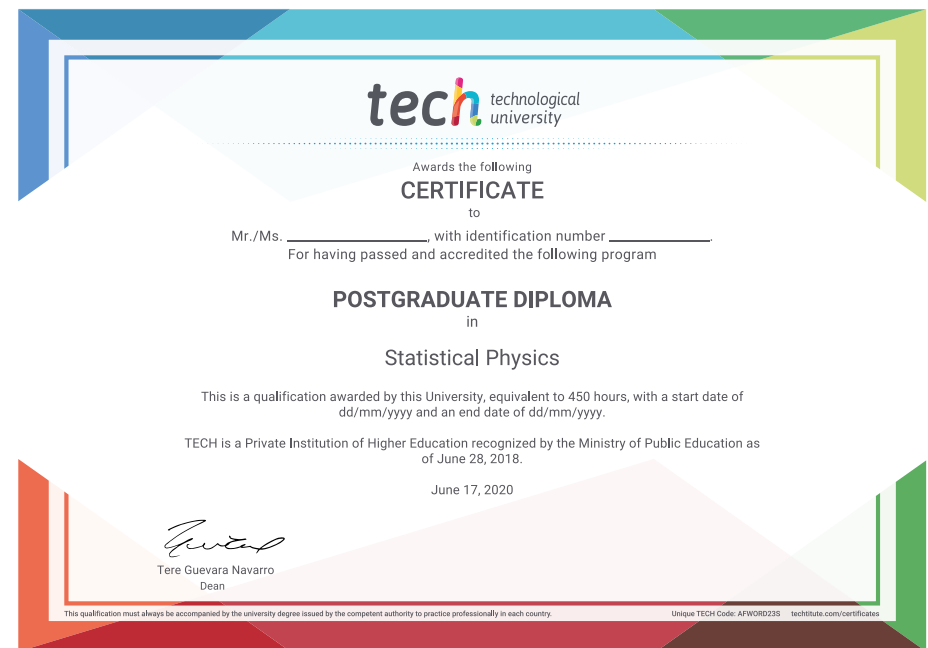 tech technological
university
Awards the following
CERTIFICATE
to
Mr./Ms. ____________, with identification number _________.
For having passed and accredited the following program
POSTGRADUATE DIPLOMA
in
Statistical Physics
This is a qualification awarded by this University, equivalent to 450 hours, with a start date of
dd/mm/yyyy and an end date of dd/mm/yyyy.
TECH is a Private Institution of Higher Education recognized by the Ministry of Public Education as
of June 28, 2018.
June 17, 2020
Tere Guevara Navarro
Dean
This qualification must always be accompanied by the university degree issued by the competent authority to practice professionally in each country. Unique TECH Code: AFWORD23S techtitute.com/certificates